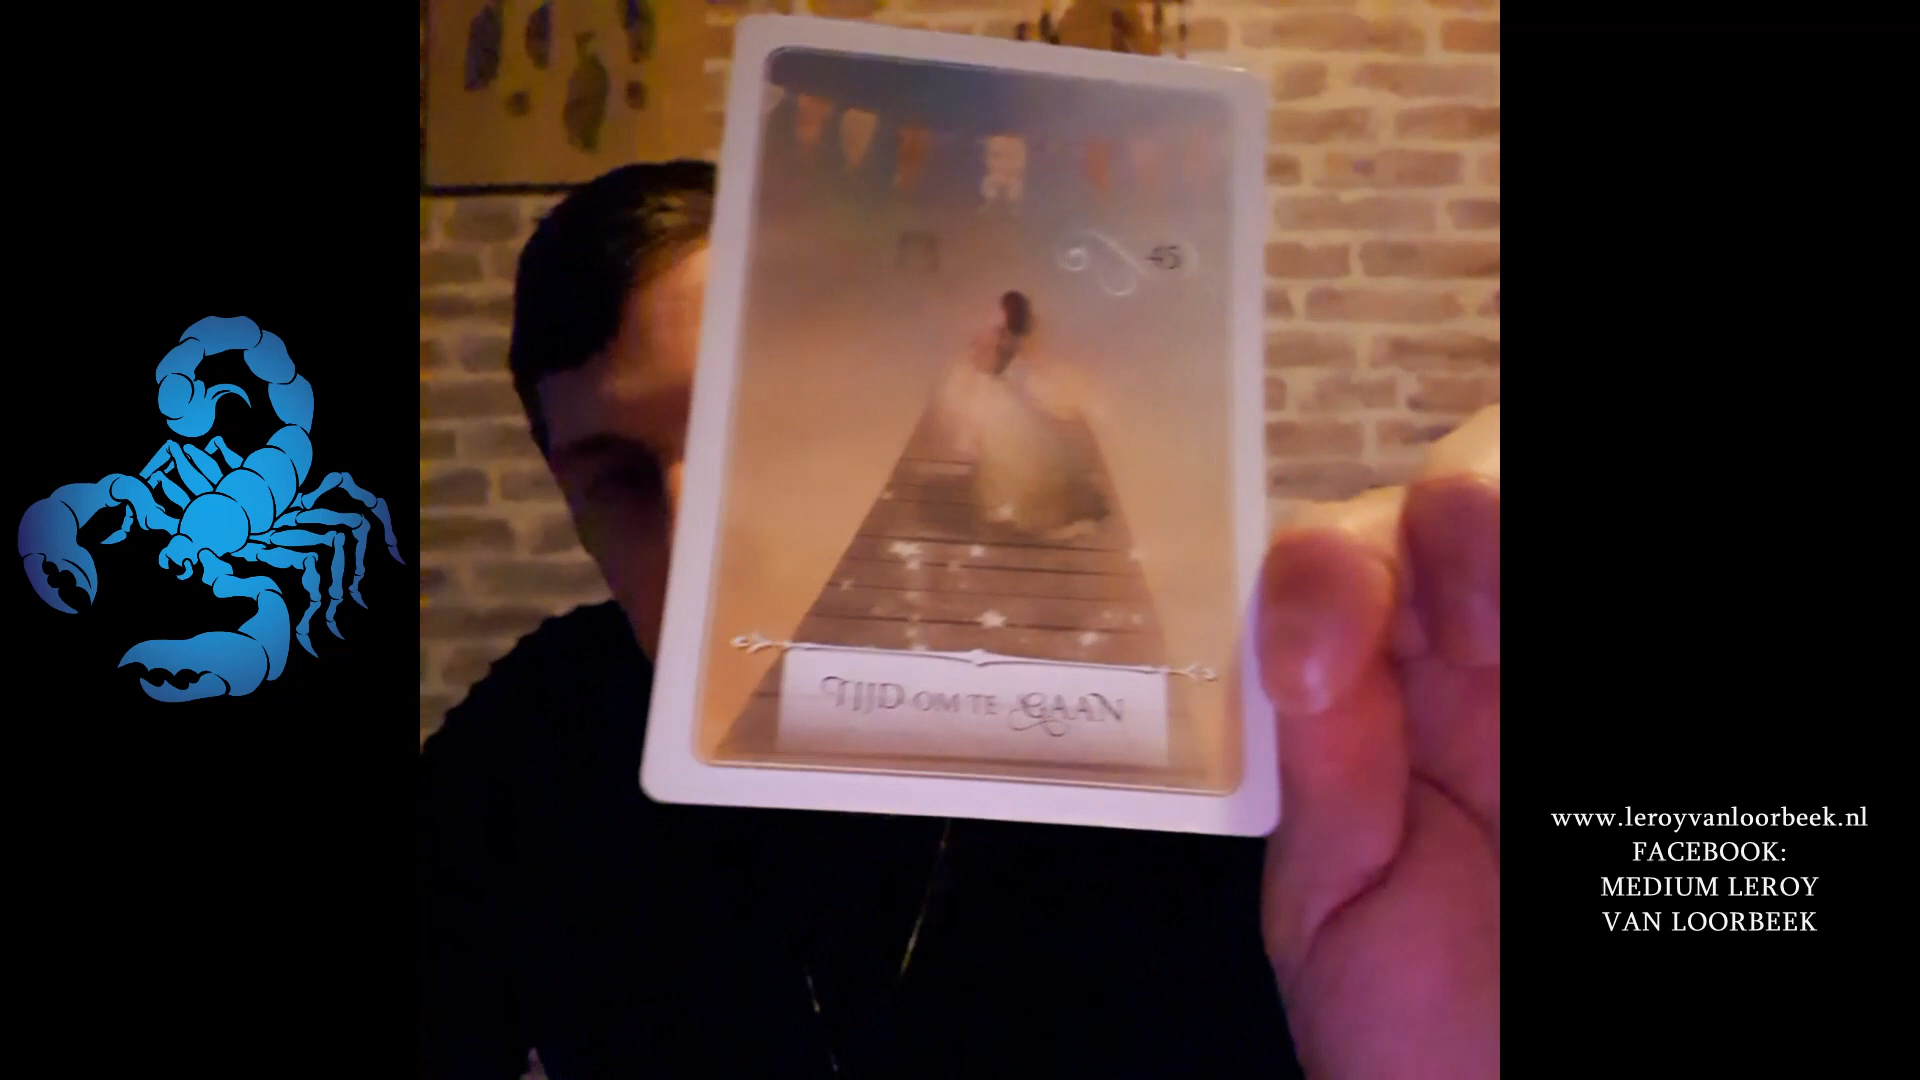 45
TIJD OM TE GAAN
www.leroyvanloorbeek.nl
FACEBOOK:
MEDIUM LEROY
VAN LOORBEEK